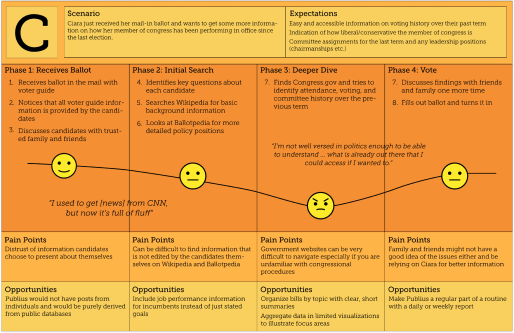 C
Scenario
Ciara just received her mail-in ballot and wants to get some more informa-
tion on how her member of congress has been performing in office since
the last election.
Expectations
Easy and accessible information on voting history over their past term
Indication of how liberal/conservative the member of congress is
Committee assignments for the last term and any leadership positions
(chairmanships etc.)
Phase 1: Receives Ballot
1. Receives ballot in the mail with
voter guide
2. Notices that all voter guide infor-
mation is provided by the candi-
dates
3. Discusses candidates with trust-
ed family and friends
Phase 2: Initial Search
4. Identifies key questions about
each candidate
5. Searches Wikipedia for basic
background information
6. Looks at Ballotpedia for more
detailed policy positions
Phase 3: Deeper Dive
7. Finds Congress.gov and tries to
identify attendance, voting, and
committee history over the pre-
vious term
Phase 4: Vote
7. Discusses findings with friends
and family one more time
8. Fills out ballot and turns it in
"I'm not well versed in politics enough to be able
to understand ... what is already out there that I
could access if I wanted to."
"I used to get [news] from CNN,
but now it's full of fluff"
Pain Points
Distrust of information candidates
choose to present about themselves
Pain Points
Can be difficult to find information that
is not edited by the candidates them-
selves on Wikipedia and Ballotpedia
Pain Points
Government websites can be very
difficult to navigate especially if you are
unfamiliar with congressional
procedures
Pain Points
Family and friends might not have a
good idea of the issues either and be
relying on Ciara for better information
Opportunities
Publius would not have posts from
individuals and would be purely derived
from public databases
Opportunities
Include job performance information
for incumbents instead of just stated
goals
Opportunities
Organize bills by topic with clear, short
summaries
Aggregate data in limited visualizations
to illustrate focus areas
Opportunities
Make Publius a regular part of a routine
with a daily or weekly report